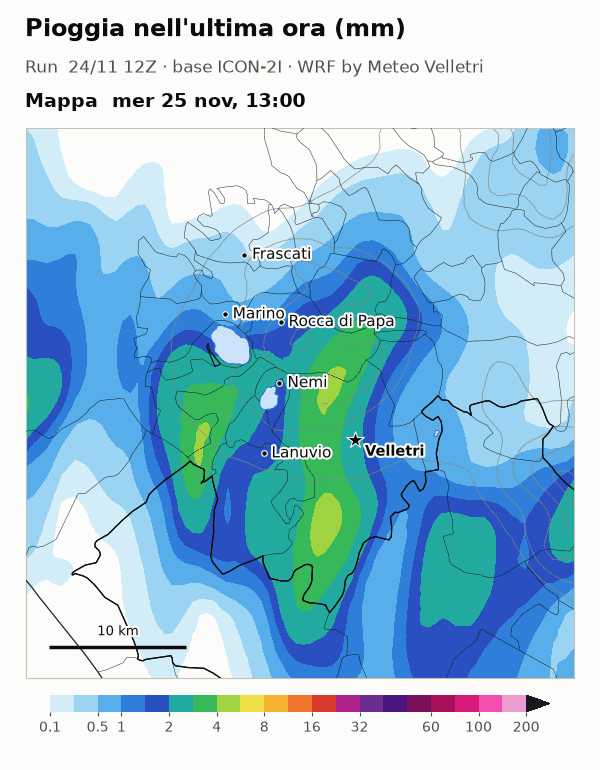 Pioggia nell'ultima ora (mm)
Run  24/11 12Z · base ICON-2I · WRF by Meteo Velletri
Mappa  mer 25 nov, 13:00
Frascati
Marino
Rocca di Papa
Nemi
Velletri
Lanuvio
10 km
0.1 0.5 1 2 4 8 16 32 60 100 200